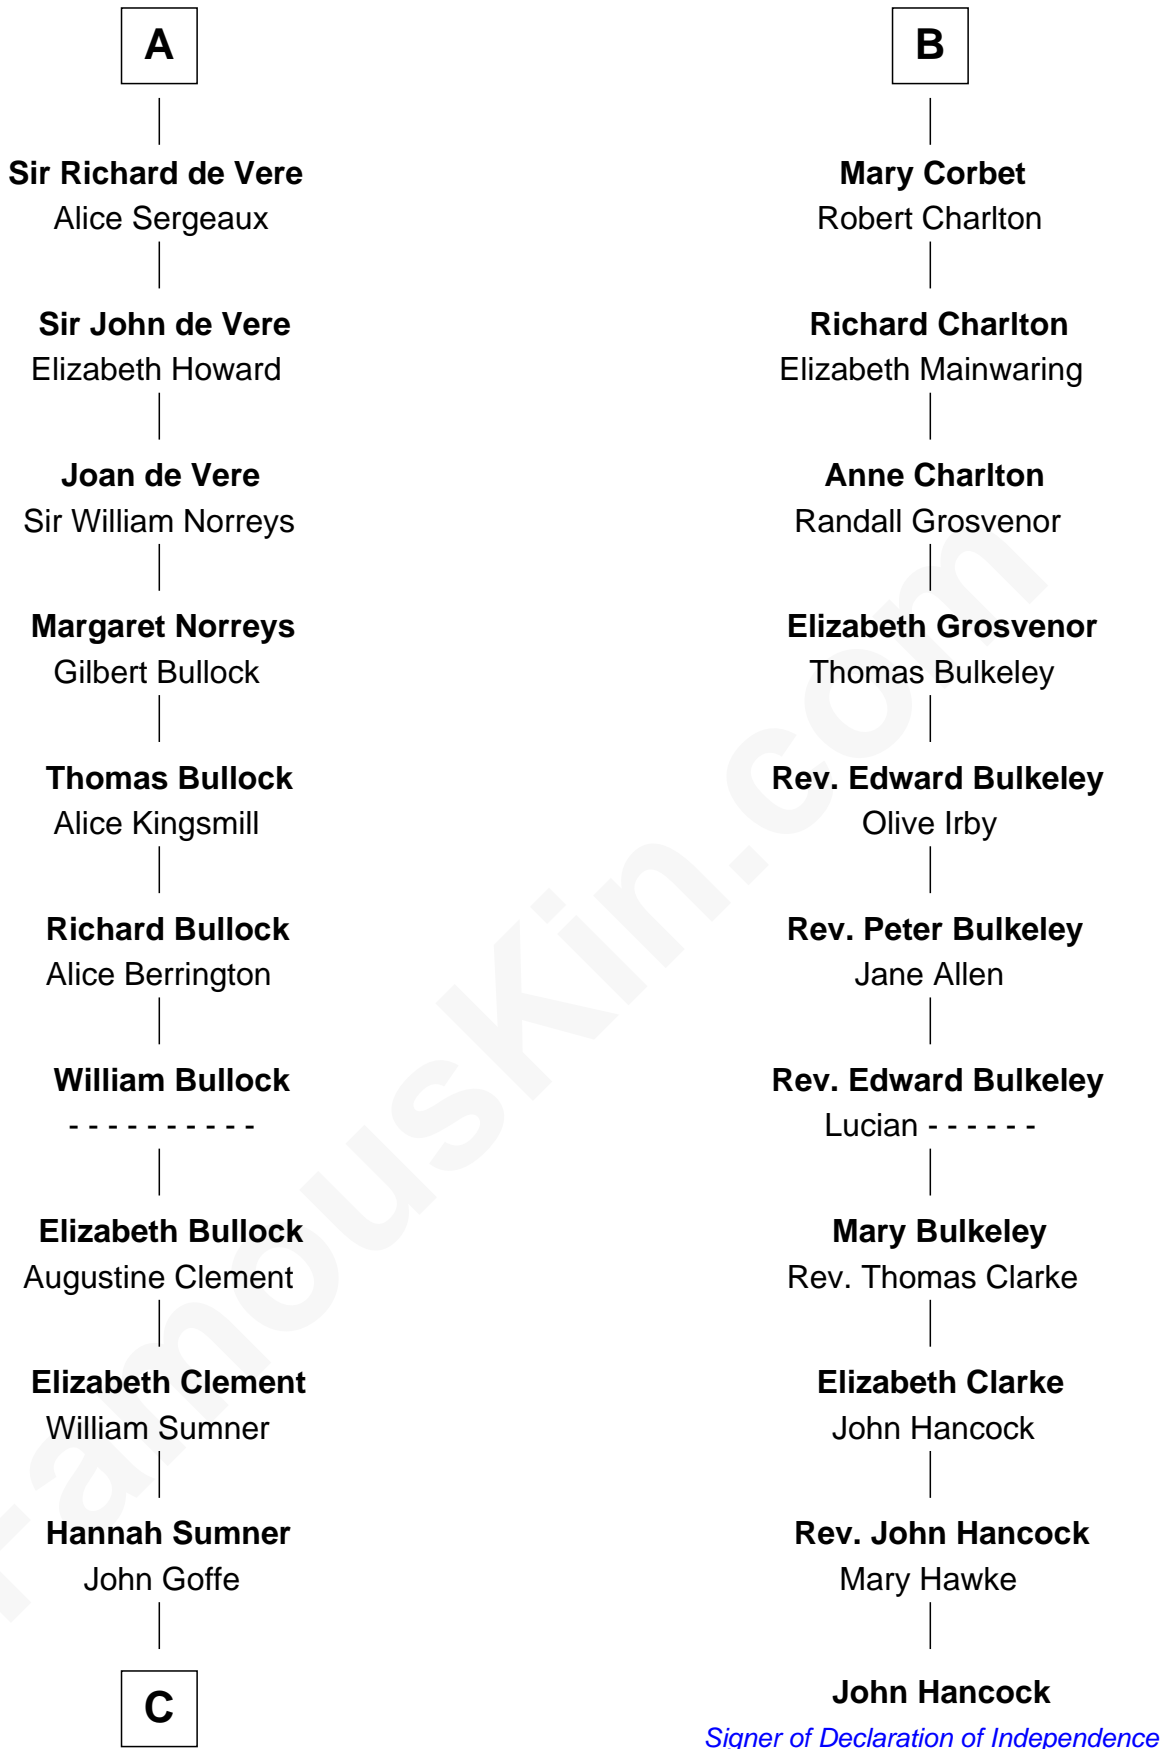 A
Sir Richard de Vere
Alice Sergeaux
Sir John de Vere
Elizabeth Howard
Joan de Vere
Sir William Norreys
Margaret Norreys
Gilbert Bullock
Thomas Bullock
Alice Kingsmill
Richard Bullock
Alice Berrington
William Bullock
- - - - - - - - - -
Elizabeth Bullock
Augustine Clement
Elizabeth Clement
William Sumner
Hannah Sumner
John Goffe
C
B
Mary Corbet
Robert Charlton
Richard Charlton
Elizabeth Mainwaring
Anne Charlton
Randall Grosvenor
Elizabeth Grosvenor
Thomas Bulkeley
Rev. Edward Bulkeley
Olive Irby
Rev. Peter Bulkeley
Jane Allen
Rev. Edward Bulkeley
Lucian - - - - - -
Mary Bulkeley
Rev. Thomas Clarke
Elizabeth Clarke
John Hancock
Rev. John Hancock
Mary Hawke
John Hancock
Signer of Declaration of Independence
FamousKin.com